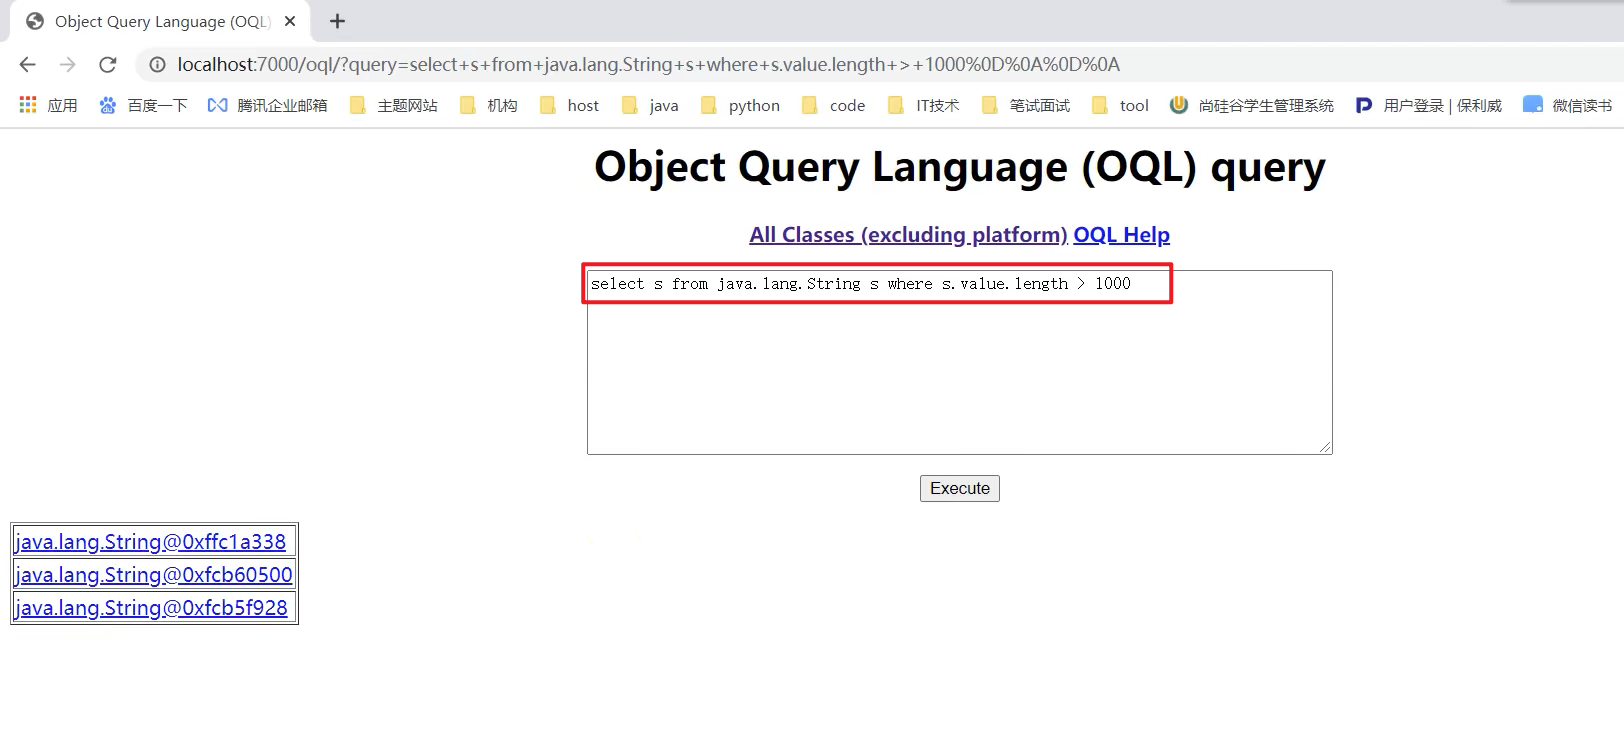 Object Query Language (OQL)
localhost:7000/oql/?query=select+s+from+java.lang.String+s+where+s.value.length+>+1000%0D%0A%0D%0A
应用 百度一下 腾讯企业邮箱 主题网站 机构 host java python code IT技术 笔试面试 tool 尚硅谷学生管理系统 用户登录 | 保利威 微信读书
Object Query Language (OQL) query
All Classes (excluding platform) OQL Help
select s from java.lang.String s where s.value.length > 1000
Execute
java.lang.String@0xffc1a338
java.lang.String@0xfcb60500
java.lang.String@0xfcb5f928